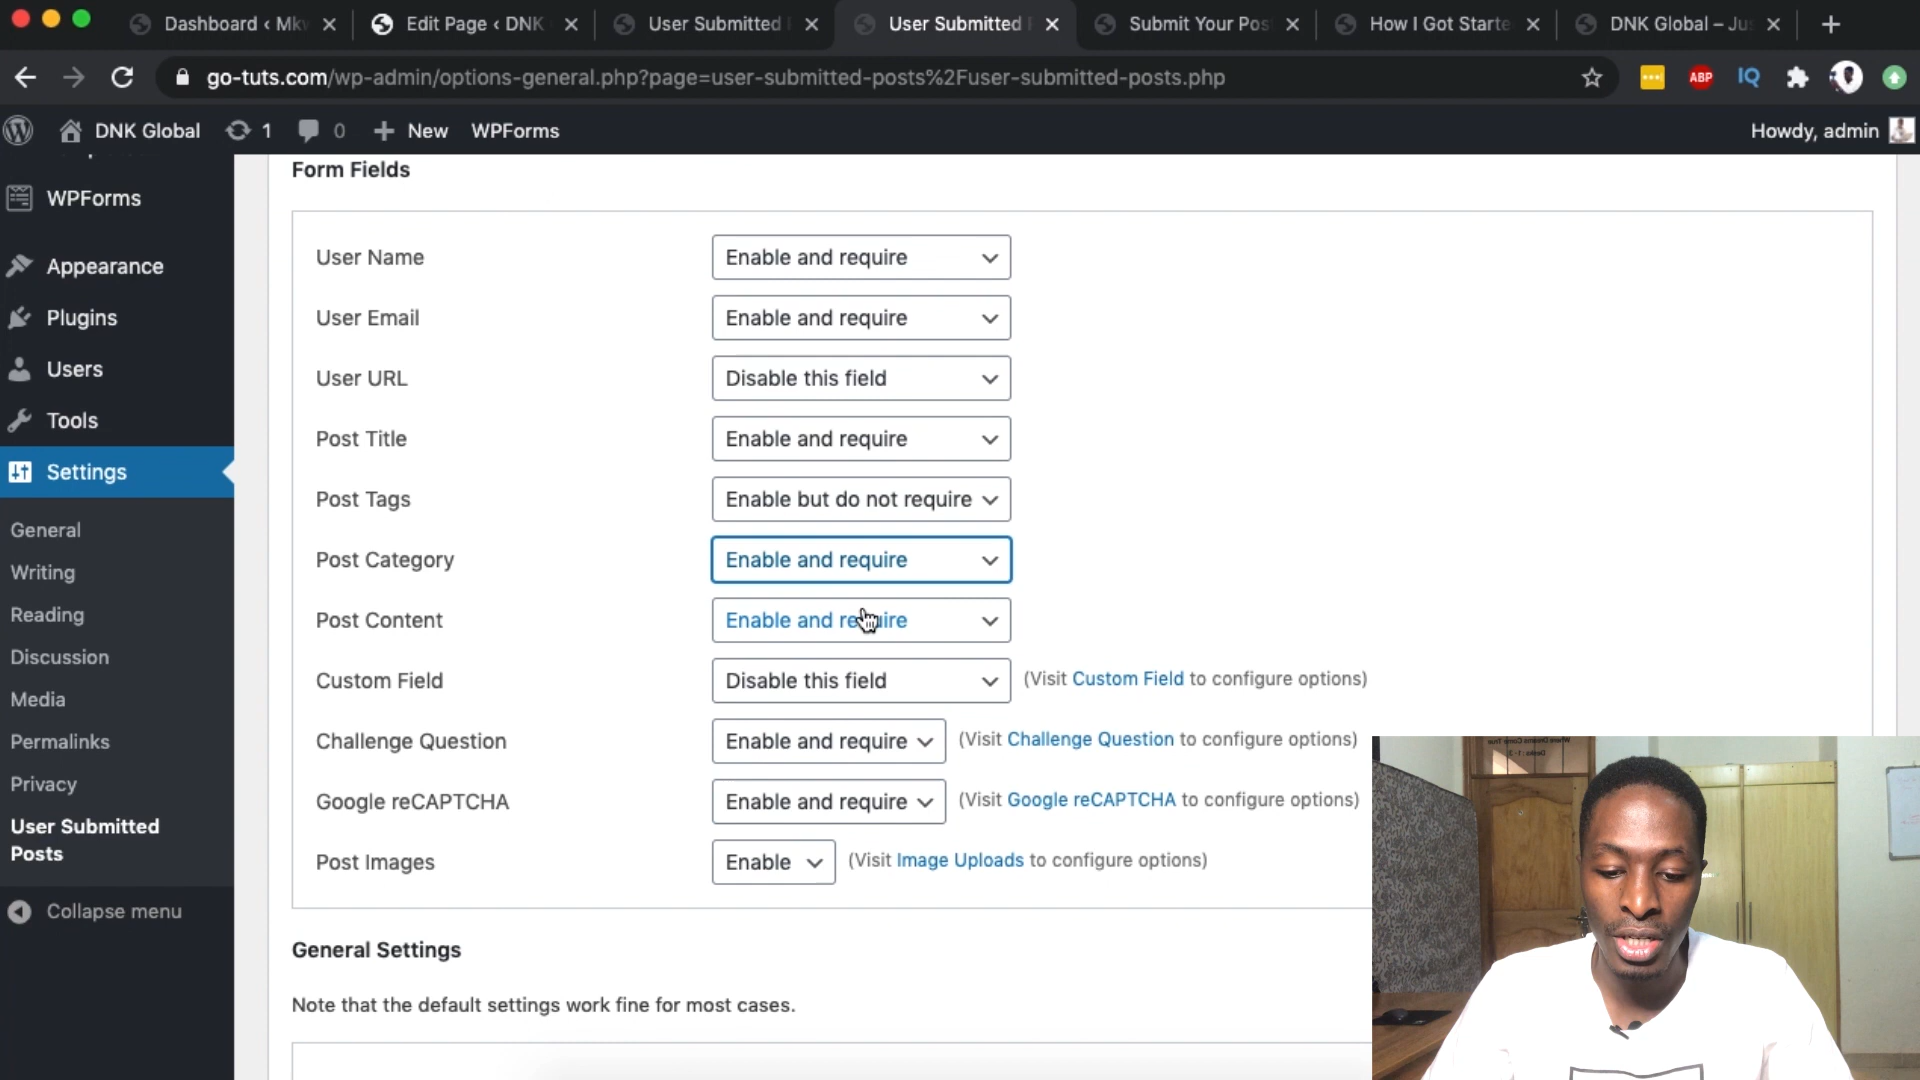 Dashboard ‹ Mkw
Edit Page ‹ DNK
User Submitted P
User Submitted P
Submit Your Pos
How I Got Starte
DNK Global – Jus
go-tuts.com/wp-admin/options-general.php?page=user-submitted-posts%2Fuser-submitted-posts.php
ABP
IQ
DNK Global
1
0
New
WPForms
Howdy, admin
WPForms
Appearance
Plugins
Users
Tools
Settings
General
Writing
Reading
Discussion
Media
Permalinks
Privacy
User Submitted
Posts
Collapse menu
Form Fields
User Name Enable and require
User Email Enable and require
User URL Disable this field
Post Title Enable and require
Post Tags Enable but do not require
Post Category Enable and require
Post Content Enable and require
Custom Field Disable this field (Visit Custom Field to configure options)
Challenge Question Enable and require (Visit Challenge Question to configure options)
Google reCAPTCHA Enable and require (Visit Google reCAPTCHA to configure options)
Post Images Enable (Visit Image Uploads to configure options)
General Settings
Note that the default settings work fine for most cases.